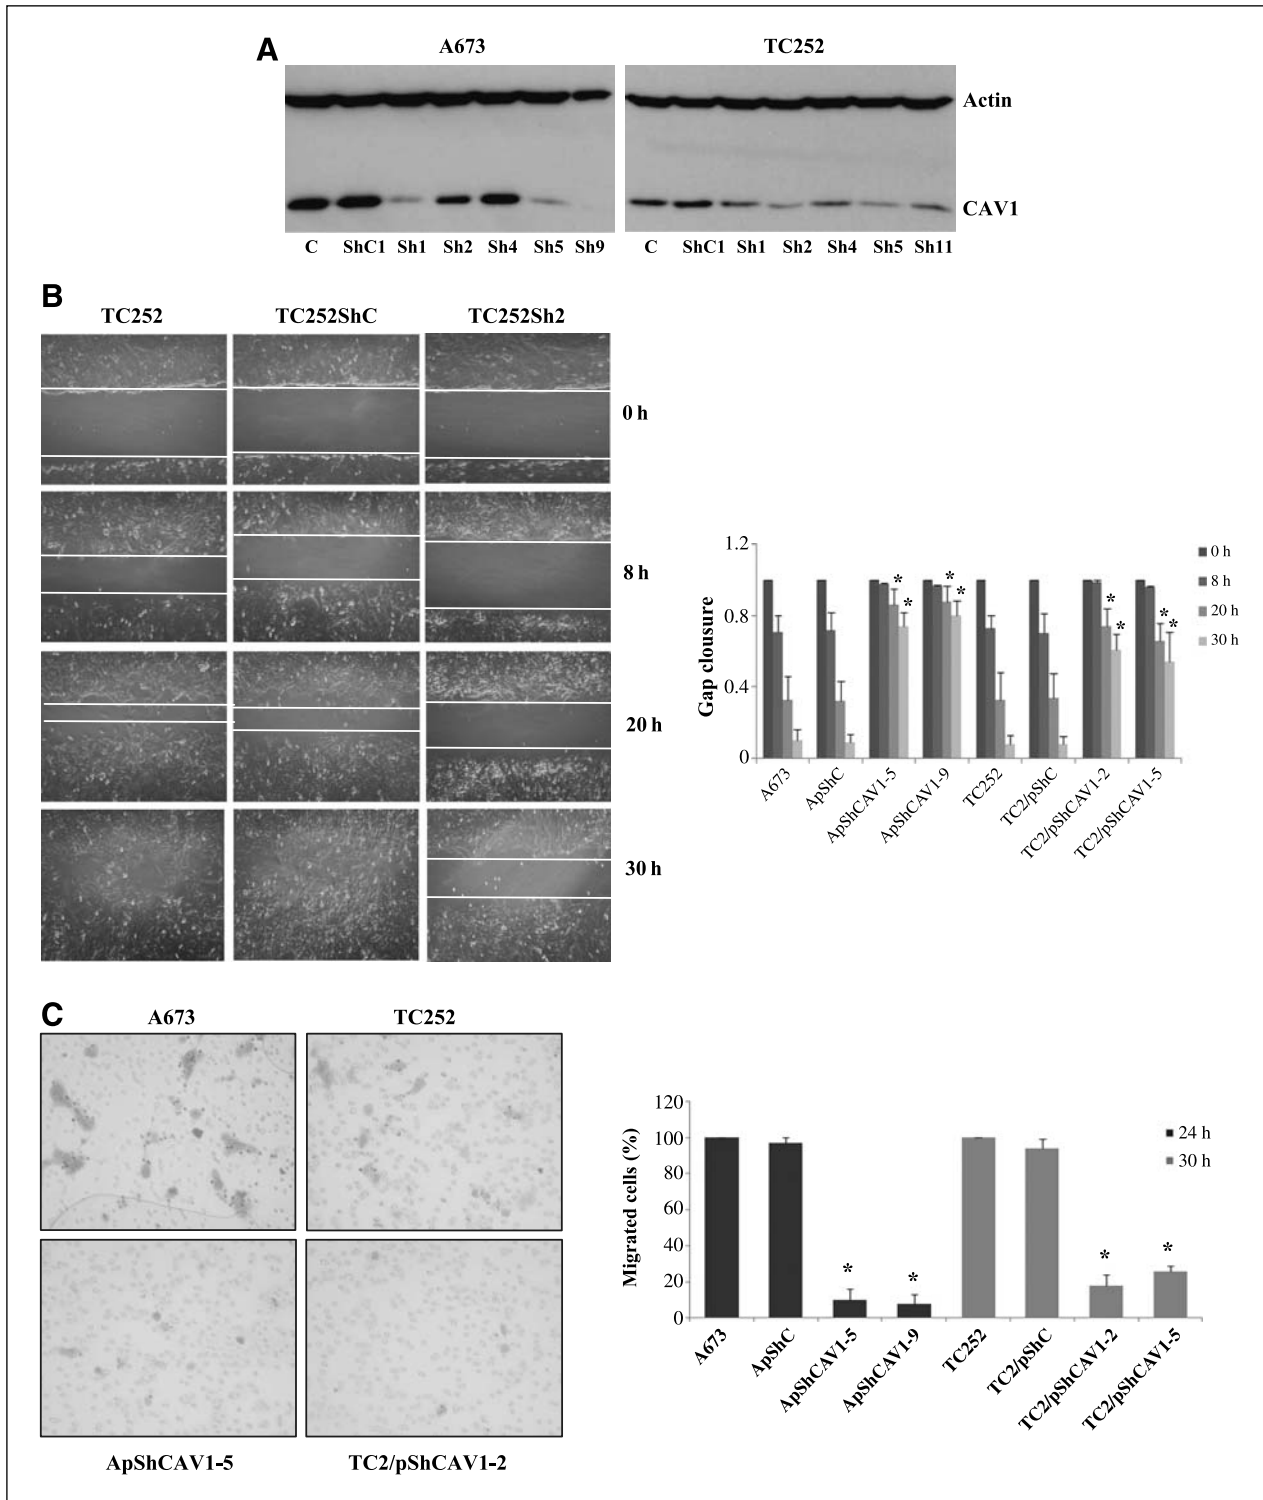 A
A673 TC252
Actin
CAV1
C ShC1 Sh1 Sh2 Sh4 Sh5 Sh9 C ShC1 Sh1 Sh2 Sh4 Sh5 Sh11
B
TC252 TC252ShC TC252Sh2
0 h
8 h
20 h
30 h
Gap clousure
1.2
0.8
0.4
0
* * * * * * * *
0 h
8 h
20 h
30 h
A673 ApShC ApShCAV1-5 ApShCAV1-9 TC252 TC2/pShC TC2/pShCAV1-2 TC2/pShCAV1-5
C
A673 TC252
ApShCAV1-5 TC2/pShCAV1-2
Migrated cells (%)
120
100
80
60
40
20
0
* * * *
24 h
30 h
A673 ApShC ApShCAV1-5 ApShCAV1-9 TC252 TC2/pShC TC2/pShCAV1-2 TC2/pShCAV1-5